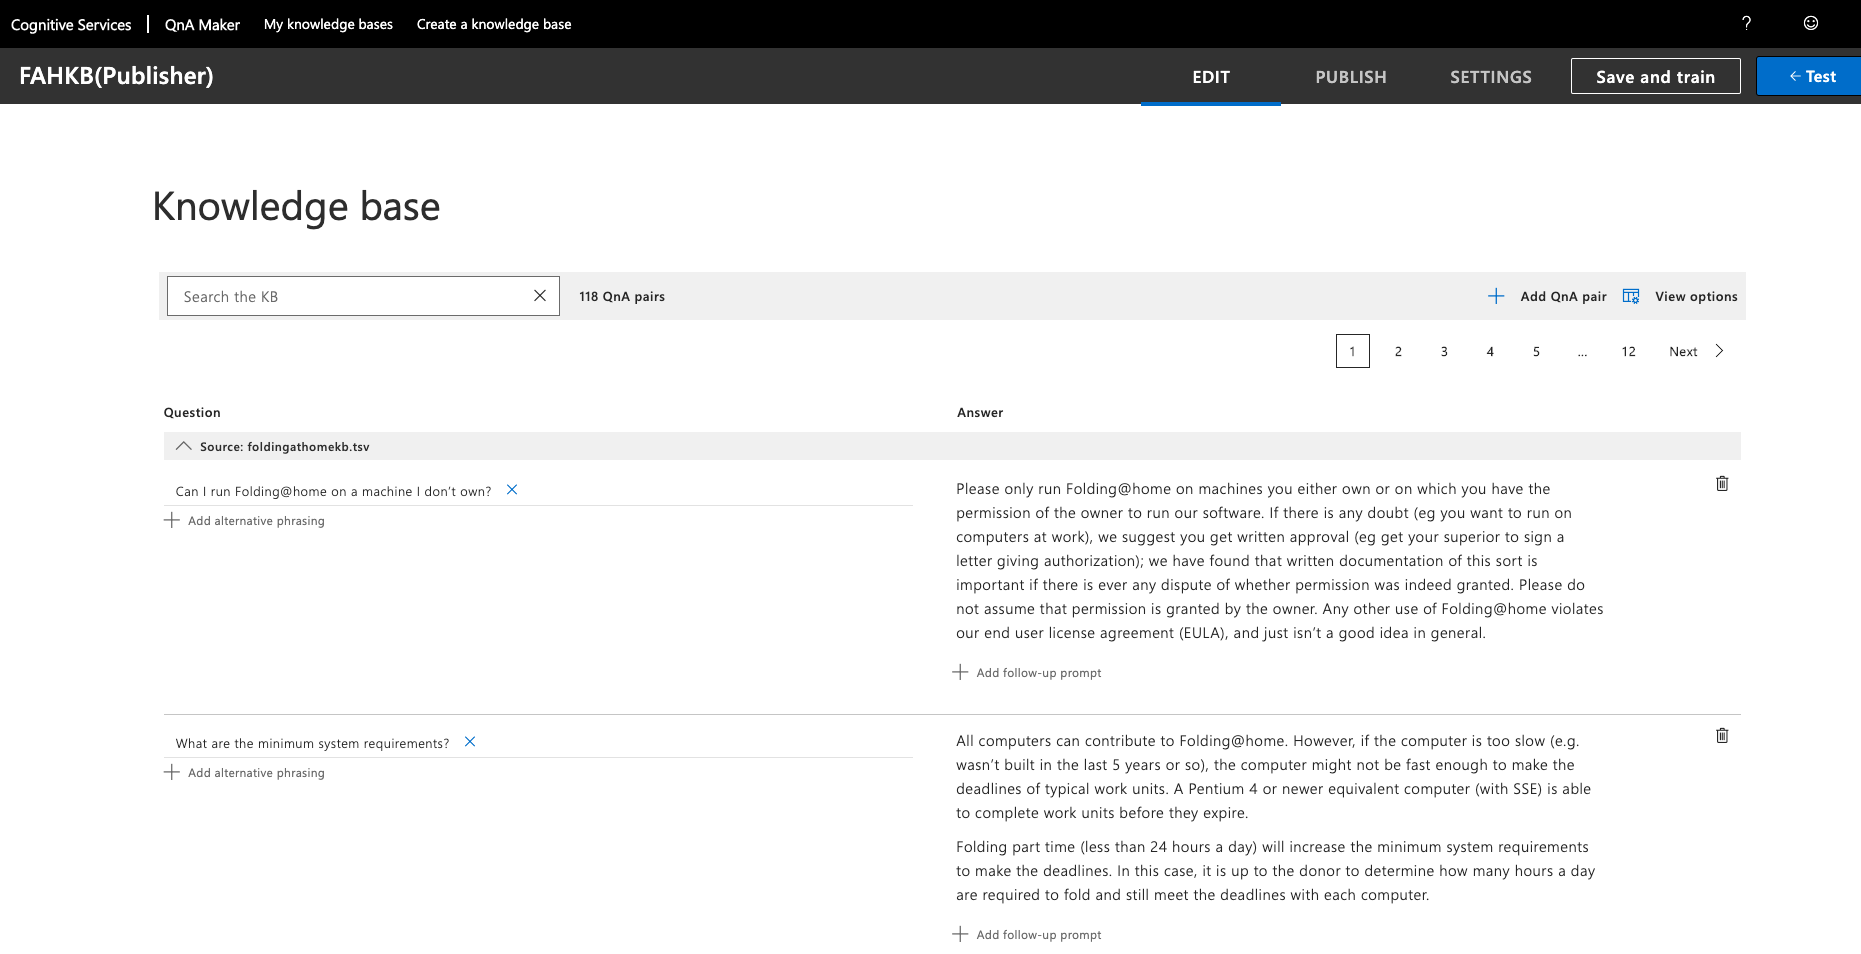 Cognitive Services | QnA Maker My knowledge bases Create a knowledge base ?
FAHKB(Publisher) EDIT PUBLISH SETTINGS Save and train ← Test
Knowledge base
Search the KB 118 QnA pairs Add QnA pair View options
1 2 3 4 5 ... 12 Next
Question Answer
Source: foldingathomekb.tsv
Can I run Folding@home on a machine I don't own?
Add alternative phrasing
Please only run Folding@home on machines you either own or on which you have the
permission of the owner to run our software. If there is any doubt (eg you want to run on
computers at work), we suggest you get written approval (eg get your superior to sign a
letter giving authorization); we have found that written documentation of this sort is
important if there is ever any dispute of whether permission was indeed granted. Please do
not assume that permission is granted by the owner. Any other use of Folding@home violates
our end user license agreement (EULA), and just isn't a good idea in general.
Add follow-up prompt
What are the minimum system requirements?
Add alternative phrasing
All computers can contribute to Folding@home. However, if the computer is too slow (e.g.
wasn't built in the last 5 years or so), the computer might not be fast enough to make the
deadlines of typical work units. A Pentium 4 or newer equivalent computer (with SSE) is able
to complete work units before they expire.
Folding part time (less than 24 hours a day) will increase the minimum system requirements
to make the deadlines. In this case, it is up to the donor to determine how many hours a day
are required to fold and still meet the deadlines with each computer.
Add follow-up prompt